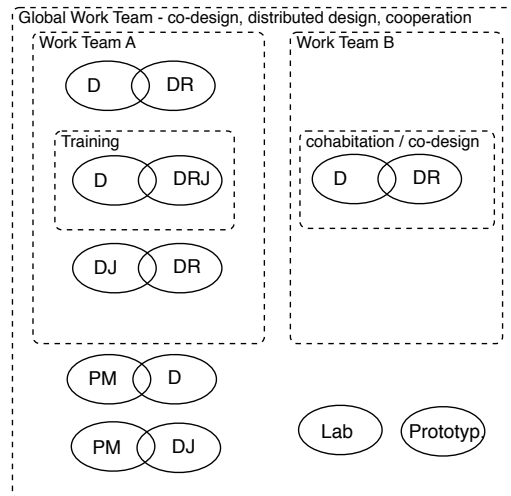 Global Work Team - co-design, distributed design, cooperation
Work Team A
D DR
Training
D DRJ
DJ DR
PM D
PM DJ
Work Team B
cohabitation / co-design
D DR
Lab
Prototyp.